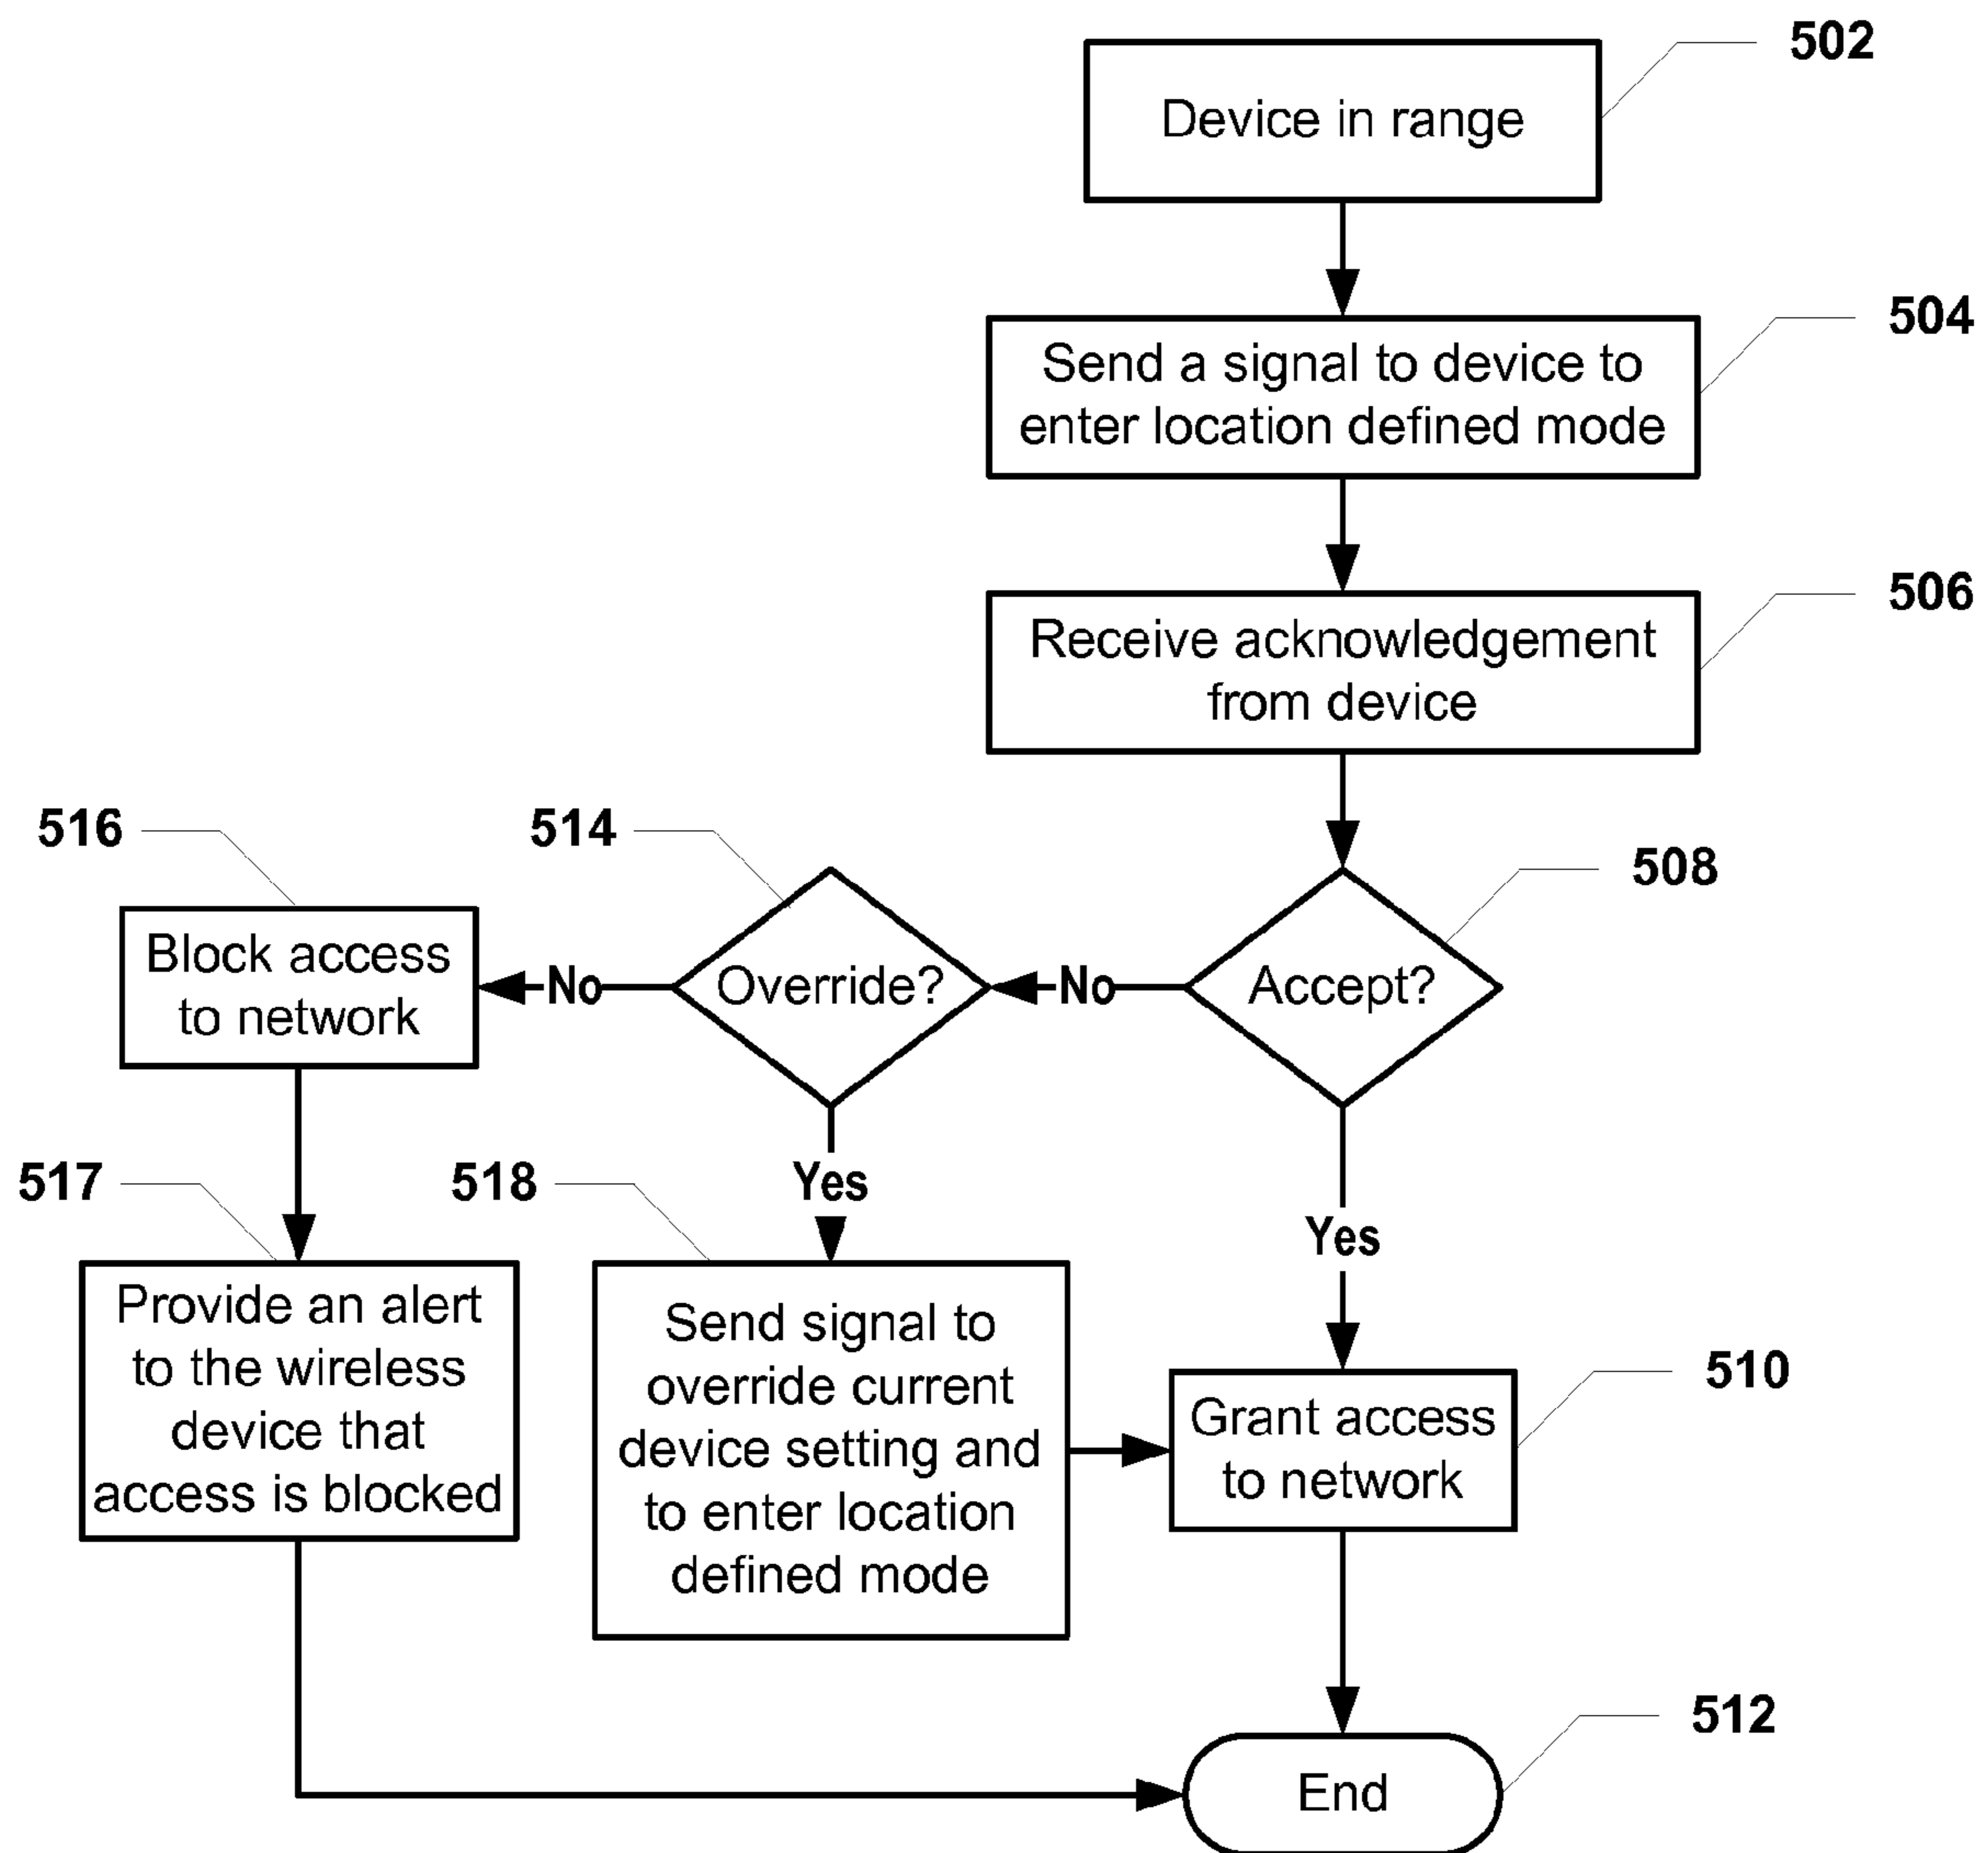 502
Device in range
504
Send a signal to device to
enter location defined mode
506
Receive acknowledgement
from device
516
514
508
Block access
to network
No
Override?
No
Accept?
517
518
Yes
Yes
Provide an alert
to the wireless
device that
access is blocked
Send signal to
override current
device setting and
to enter location
defined mode
510
Grant access
to network
512
End